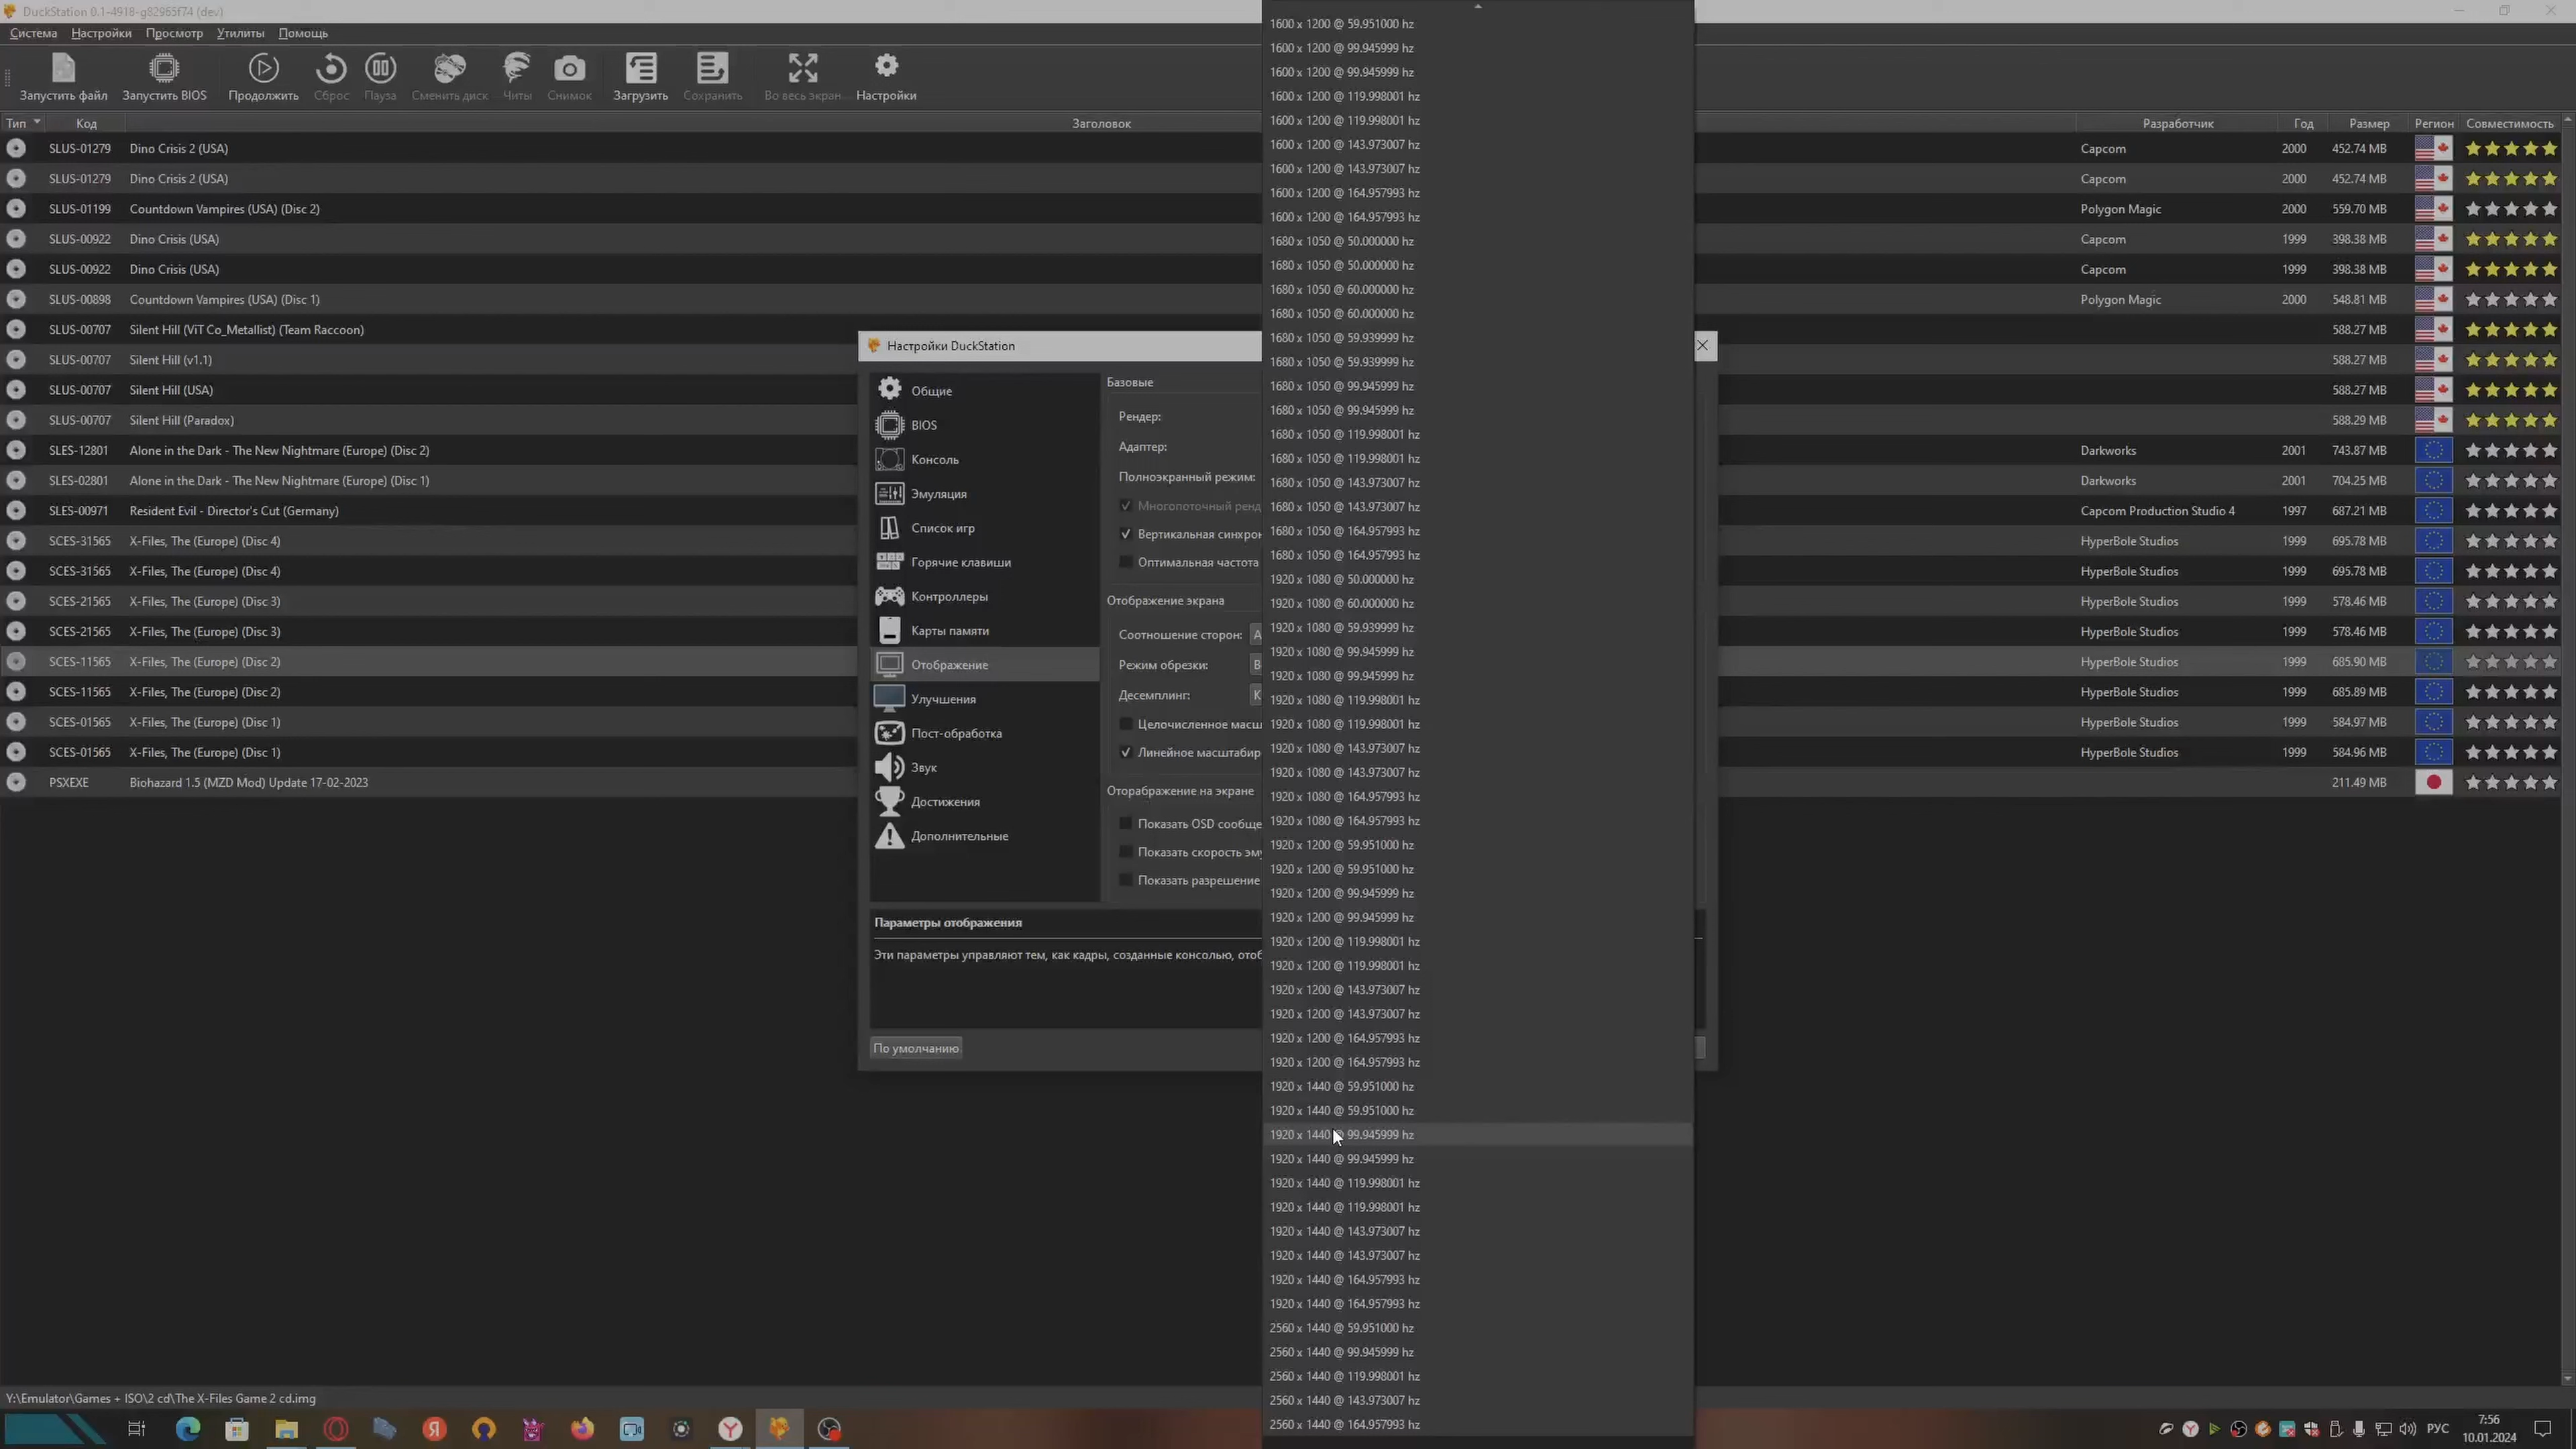 DuckStation 0.1-4918-g82965f74 (dev)
Система Настройки Просмотр Утилиты Помощь
Запустить файл Запустить BIOS Продолжить Сброс Пауза Сменить диск Читы Снимок Загрузить Сохранить Во весь экран Настройки
Тип Код Заголовок Разработчик Год Размер Регион Совместимость
SLUS-01279 Dino Crisis 2 (USA) Capcom 2000 452.74 MB
SLUS-01279 Dino Crisis 2 (USA) Capcom 2000 452.74 MB
SLUS-01199 Countdown Vampires (USA) (Disc 2) Polygon Magic 2000 559.70 MB
SLUS-00922 Dino Crisis (USA) Capcom 1999 398.38 MB
SLUS-00922 Dino Crisis (USA) Capcom 1999 398.38 MB
SLUS-00898 Countdown Vampires (USA) (Disc 1) Polygon Magic 2000 548.81 MB
SLUS-00707 Silent Hill (ViT Co_Metallist) (Team Raccoon) 588.27 MB
SLUS-00707 Silent Hill (v1.1) 588.27 MB
SLUS-00707 Silent Hill (USA) 588.27 MB
SLUS-00707 Silent Hill (Paradox) 588.29 MB
SLES-12801 Alone in the Dark - The New Nightmare (Europe) (Disc 2) Darkworks 2001 743.87 MB
SLES-02801 Alone in the Dark - The New Nightmare (Europe) (Disc 1) Darkworks 2001 704.25 MB
SLES-00971 Resident Evil - Director's Cut (Germany) Capcom Production Studio 4 1997 687.21 MB
SCES-31565 X-Files, The (Europe) (Disc 4) HyperBole Studios 1999 695.78 MB
SCES-31565 X-Files, The (Europe) (Disc 4) HyperBole Studios 1999 695.78 MB
SCES-21565 X-Files, The (Europe) (Disc 3) HyperBole Studios 1999 578.46 MB
SCES-21565 X-Files, The (Europe) (Disc 3) HyperBole Studios 1999 578.46 MB
SCES-11565 X-Files, The (Europe) (Disc 2) HyperBole Studios 1999 685.90 MB
SCES-11565 X-Files, The (Europe) (Disc 2) HyperBole Studios 1999 685.89 MB
SCES-01565 X-Files, The (Europe) (Disc 1) HyperBole Studios 1999 584.97 MB
SCES-01565 X-Files, The (Europe) (Disc 1) HyperBole Studios 1999 584.96 MB
PSXEXE Biohazard 1.5 (MZD Mod) Update 17-02-2023 211.49 MB
Настройки DuckStation
Общие
BIOS
Консоль
Эмуляция
Список игр
Горячие клавиши
Контроллеры
Карты памяти
Отображение
Улучшения
Пост-обработка
Звук
Достижения
Дополнительные
Базовые
Рендер:
Адаптер:
Полноэкранный режим:
Многопоточный ренд
Вертикальная синхрон
Оптимальная частота
Отображение экрана
Соотношение сторон: А
Режим обрезки: В
Десемплинг: К
Целочисленное масш
Линейное масштабир
Оторабражение на экране
Показать OSD сообще
Показать скорость эму
Показать разрешение
Параметры отображения
Эти параметры управляют тем, как кадры, созданные консолью, отоб
По умолчанию
1600 x 1200 @ 59.951000 hz
1600 x 1200 @ 99.945999 hz
1600 x 1200 @ 99.945999 hz
1600 x 1200 @ 119.998001 hz
1600 x 1200 @ 119.998001 hz
1600 x 1200 @ 143.973007 hz
1600 x 1200 @ 143.973007 hz
1600 x 1200 @ 164.957993 hz
1600 x 1200 @ 164.957993 hz
1680 x 1050 @ 50.000000 hz
1680 x 1050 @ 50.000000 hz
1680 x 1050 @ 60.000000 hz
1680 x 1050 @ 60.000000 hz
1680 x 1050 @ 59.939999 hz
1680 x 1050 @ 59.939999 hz
1680 x 1050 @ 99.945999 hz
1680 x 1050 @ 99.945999 hz
1680 x 1050 @ 119.998001 hz
1680 x 1050 @ 119.998001 hz
1680 x 1050 @ 143.973007 hz
1680 x 1050 @ 143.973007 hz
1680 x 1050 @ 164.957993 hz
1680 x 1050 @ 164.957993 hz
1920 x 1080 @ 50.000000 hz
1920 x 1080 @ 60.000000 hz
1920 x 1080 @ 59.939999 hz
1920 x 1080 @ 99.945999 hz
1920 x 1080 @ 99.945999 hz
1920 x 1080 @ 119.998001 hz
1920 x 1080 @ 119.998001 hz
1920 x 1080 @ 143.973007 hz
1920 x 1080 @ 143.973007 hz
1920 x 1080 @ 164.957993 hz
1920 x 1080 @ 164.957993 hz
1920 x 1200 @ 59.951000 hz
1920 x 1200 @ 59.951000 hz
1920 x 1200 @ 99.945999 hz
1920 x 1200 @ 99.945999 hz
1920 x 1200 @ 119.998001 hz
1920 x 1200 @ 119.998001 hz
1920 x 1200 @ 143.973007 hz
1920 x 1200 @ 143.973007 hz
1920 x 1200 @ 164.957993 hz
1920 x 1200 @ 164.957993 hz
1920 x 1440 @ 59.951000 hz
1920 x 1440 @ 59.951000 hz
1920 x 1440 @ 99.945999 hz
1920 x 1440 @ 99.945999 hz
1920 x 1440 @ 119.998001 hz
1920 x 1440 @ 119.998001 hz
1920 x 1440 @ 143.973007 hz
1920 x 1440 @ 143.973007 hz
1920 x 1440 @ 164.957993 hz
1920 x 1440 @ 164.957993 hz
2560 x 1440 @ 59.951000 hz
2560 x 1440 @ 99.945999 hz
2560 x 1440 @ 119.998001 hz
2560 x 1440 @ 143.973007 hz
2560 x 1440 @ 164.957993 hz
Y:\Emulator\Games + ISO\2 cd\The X-Files Game 2 cd.img
РУС
7:56
10.01.2024